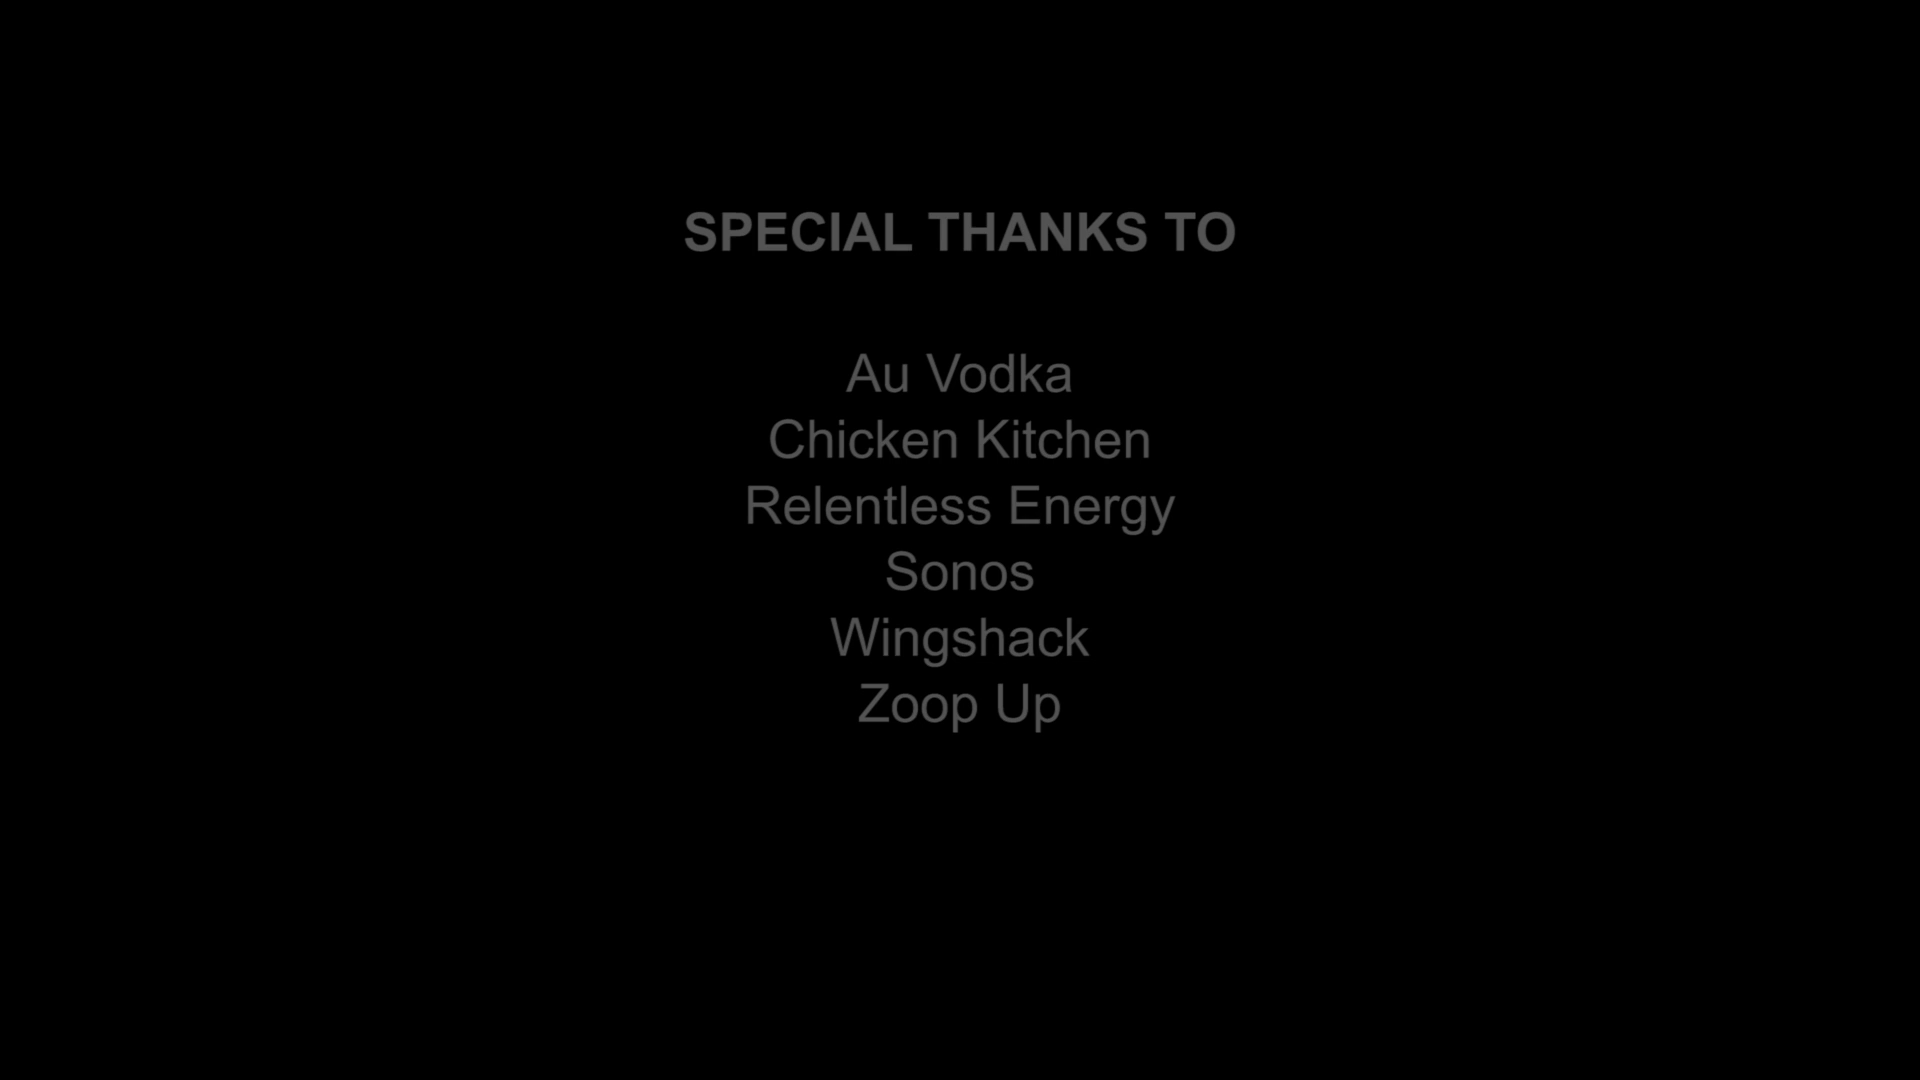 SPECIAL THANKS TO
Au Vodka
Chicken Kitchen
Relentless Energy
Sonos
Wingshack
Zoop Up